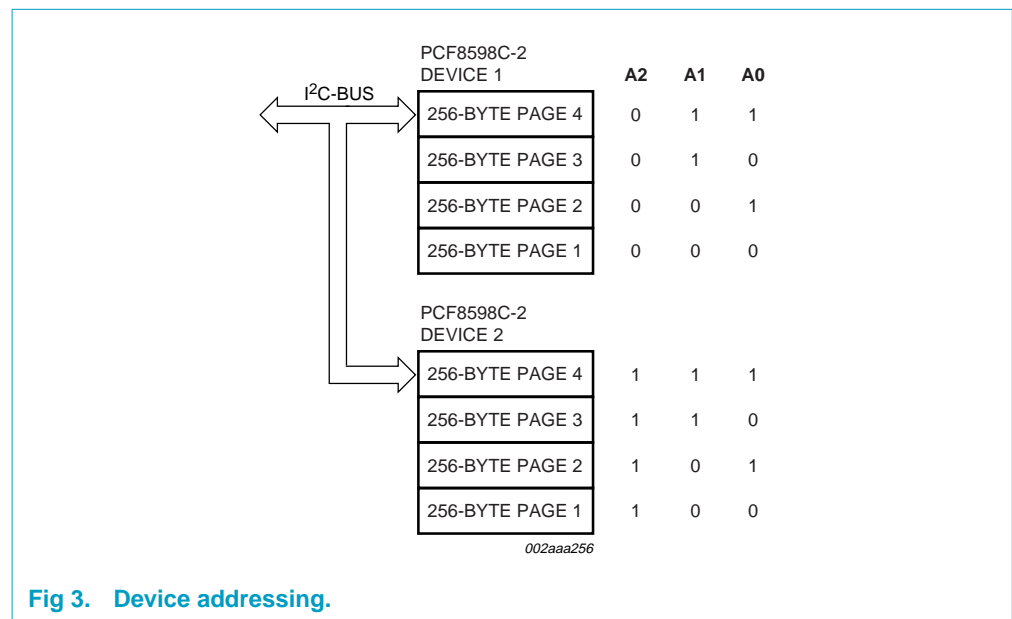 PCF8598C-2
DEVICE 1 A2 A1 A0
I2C-BUS
256-BYTE PAGE 4 0 1 1
256-BYTE PAGE 3 0 1 0
256-BYTE PAGE 2 0 0 1
256-BYTE PAGE 1 0 0 0
PCF8598C-2
DEVICE 2
256-BYTE PAGE 4 1 1 1
256-BYTE PAGE 3 1 1 0
256-BYTE PAGE 2 1 0 1
256-BYTE PAGE 1 1 0 0
002aaa256
Fig 3. Device addressing.